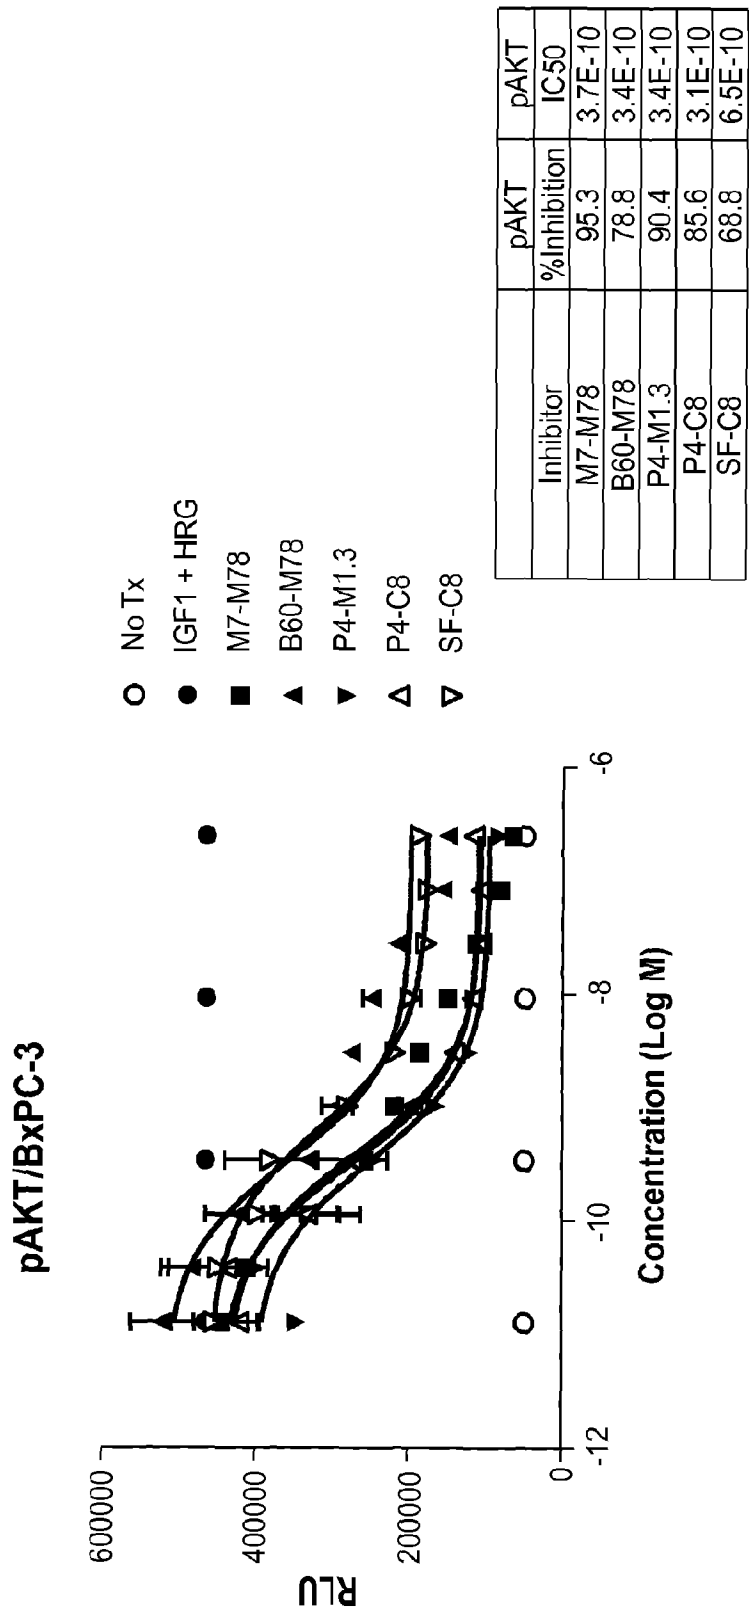 pAKT/BxPC-3
RLU
600000
400000
200000
0
-12
-10
-8
-6
Concentration (Log M)
No Tx
IGF1 + HRG
M7-M78
B60-M78
P4-M1.3
P4-C8
SF-C8
pAKT pAKT
Inhibitor %Inhibition IC50
M7-M78 95.3 3.7E-10
B60-M78 78.8 3.4E-10
P4-M1.3 90.4 3.4E-10
P4-C8 85.6 3.1E-10
SF-C8 68.8 6.5E-10